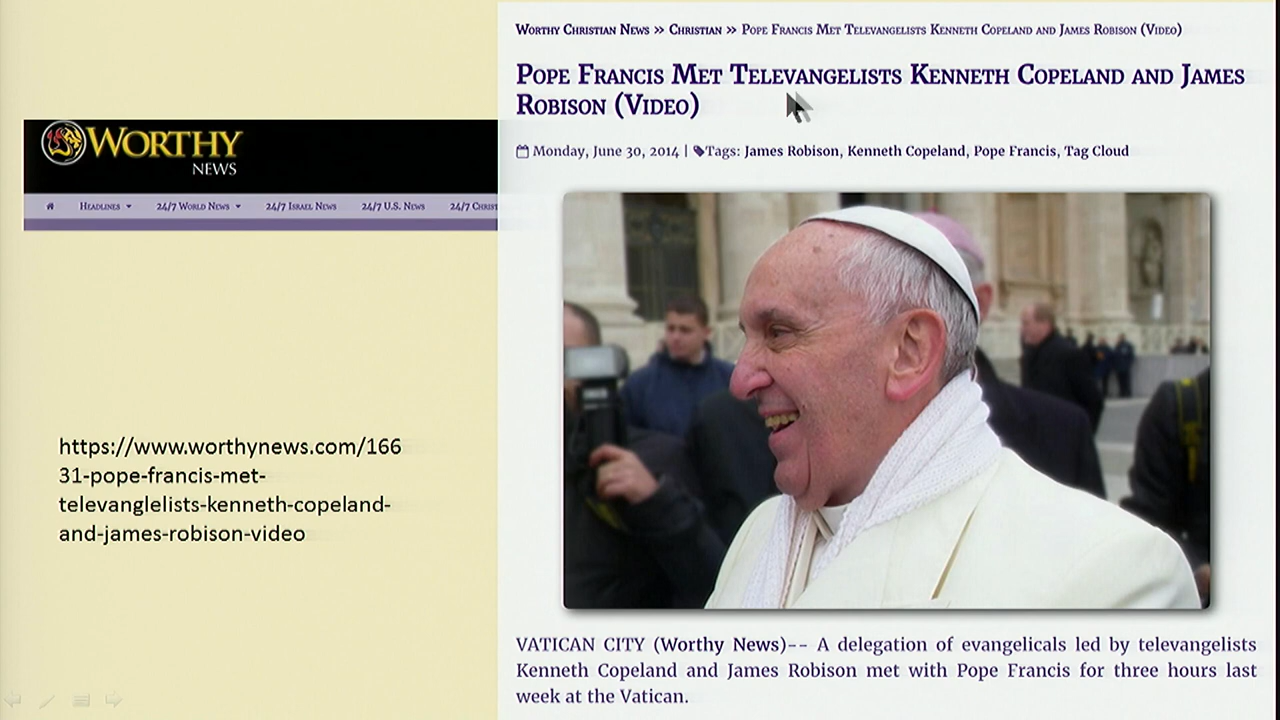 WORTHY
NEWS
HEADLINES
24/7 WORLD NEWS
24/7 ISRAEL NEWS
24/7 U.S. NEWS
24/7 CHRIST
https://www.worthynews.com/166
31-pope-francis-met-
televanglelists-kenneth-copeland-
and-james-robison-video
WORTHY CHRISTIAN NEWS » CHRISTIAN » POPE FRANCIS MET TELEVANGELISTS KENNETH COPELAND AND JAMES ROBISON (VIDEO)
POPE FRANCIS MET TELEVANGELISTS KENNETH COPELAND AND JAMES
ROBISON (VIDEO)
Monday, June 30, 2014 | Tags: James Robison, Kenneth Copeland, Pope Francis, Tag Cloud
VATICAN CITY (Worthy News)-- A delegation of evangelicals led by televangelists
Kenneth Copeland and James Robison met with Pope Francis for three hours last
week at the Vatican.